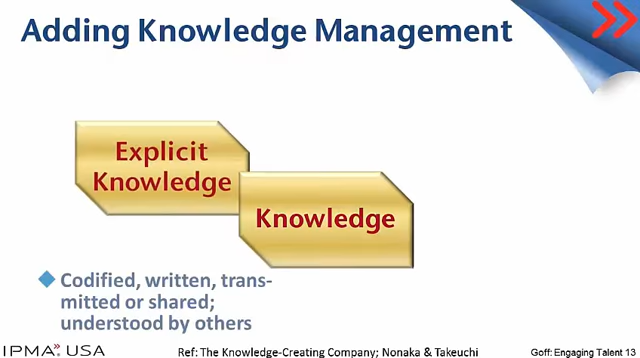 Adding Knowledge Management
Explicit
Knowledge
Knowledge
Codified, written, trans-
mitted or shared;
understood by others
IPMA USA
Ref: The Knowledge-Creating Company; Nonaka & Takeuchi
Goff: Engaging Talent 13